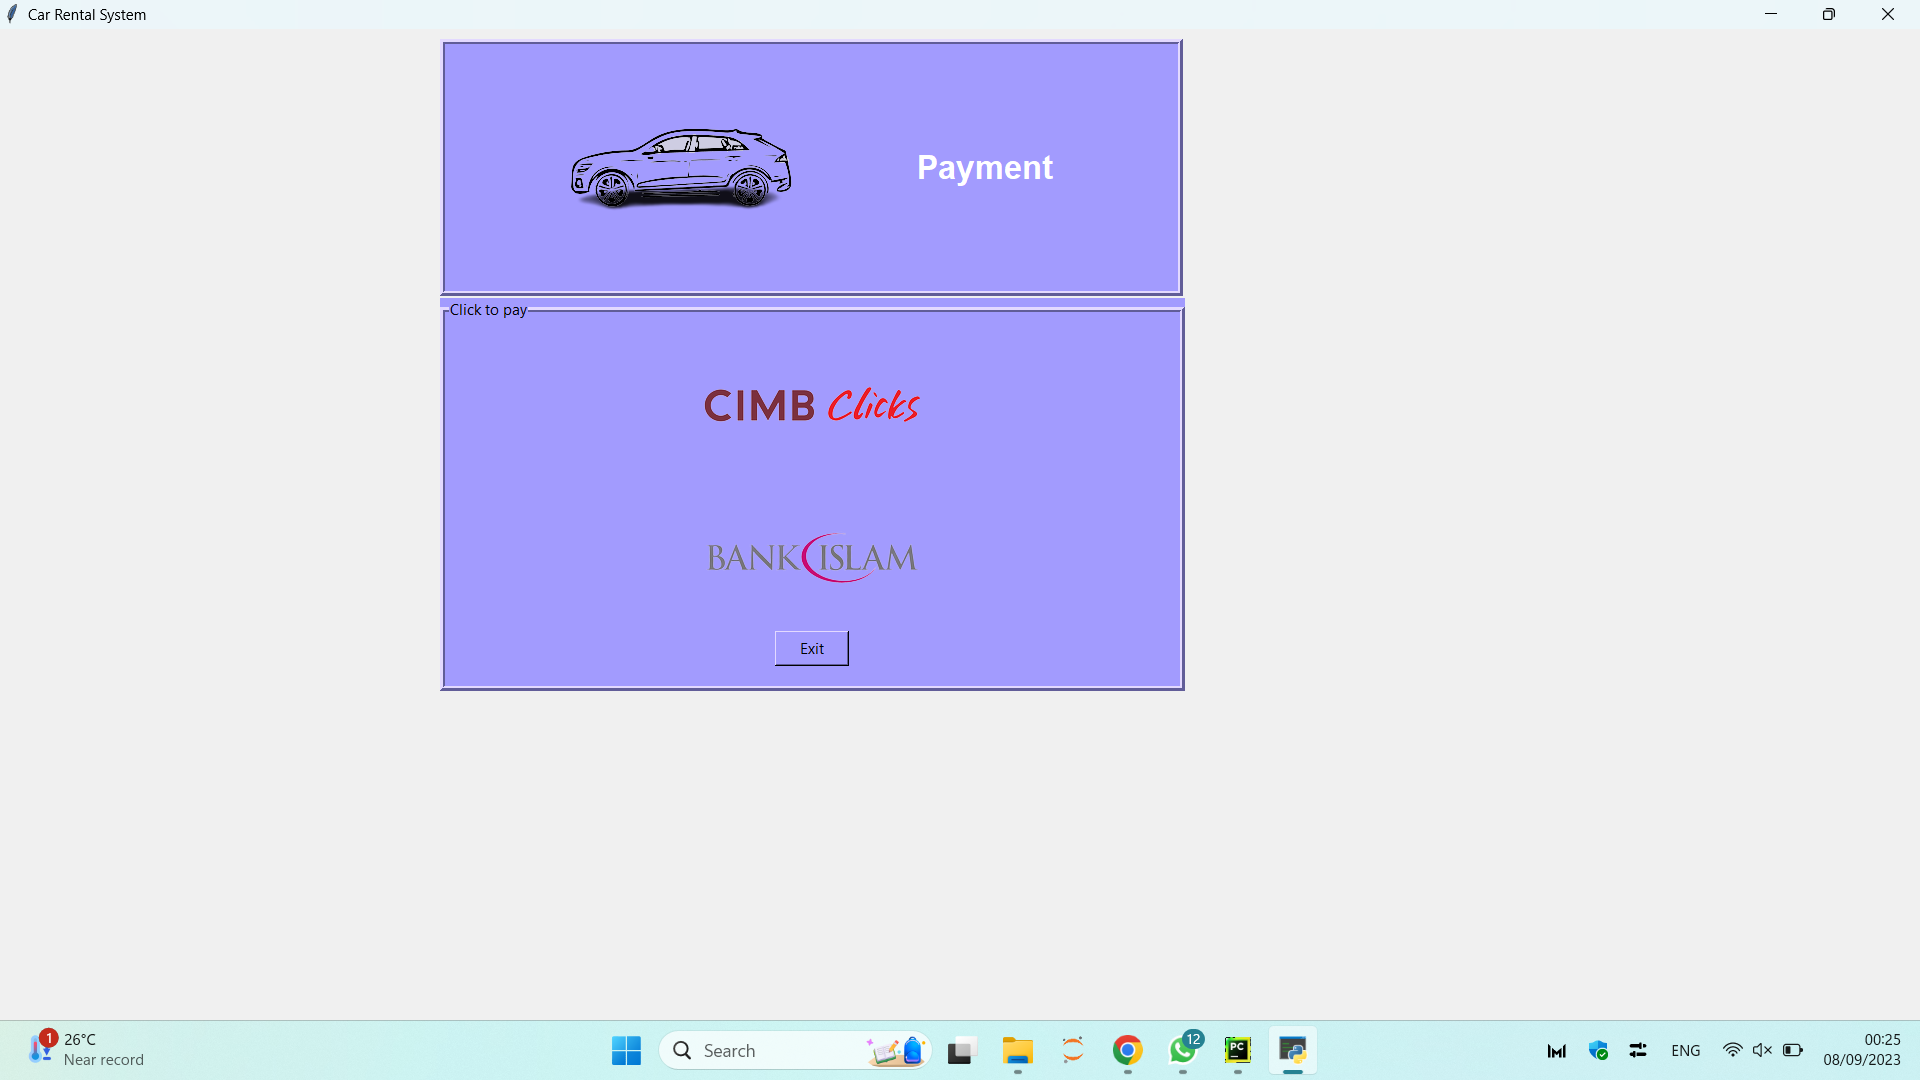 Car Rental System
Payment
Click to pay
CIMB Clicks
BANK ISLAM
Exit
1
26°C
Near record
Search
12
PC
ENG
00:25
08/09/2023